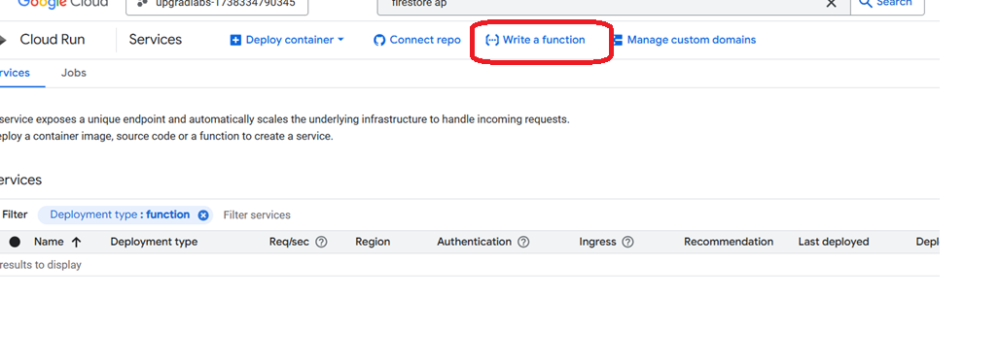 Google Cloud upgradlabs-1738334790345 firestore ap Search
Cloud Run Services Deploy container Connect repo Write a function Manage custom domains
rvices Jobs
service exposes a unique endpoint and automatically scales the underlying infrastructure to handle incoming requests.
eploy a container image, source code or a function to create a service.
ervices
Filter Deployment type : function Filter services
Name Deployment type Req/sec Region Authentication Ingress Recommendation Last deployed Depl
results to display